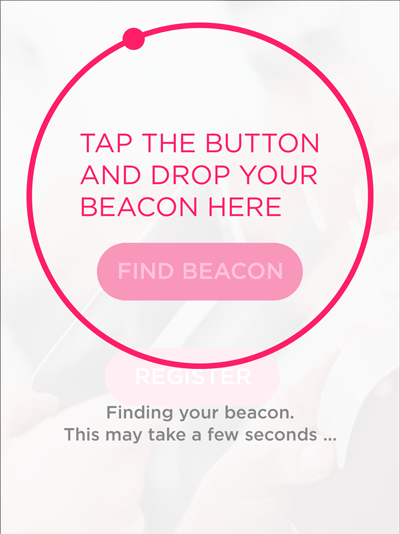 TAP THE BUTTON
AND DROP YOUR
BEACON HERE
FIND BEACON
REGISTER
Finding your beacon.
This may take a few seconds ...